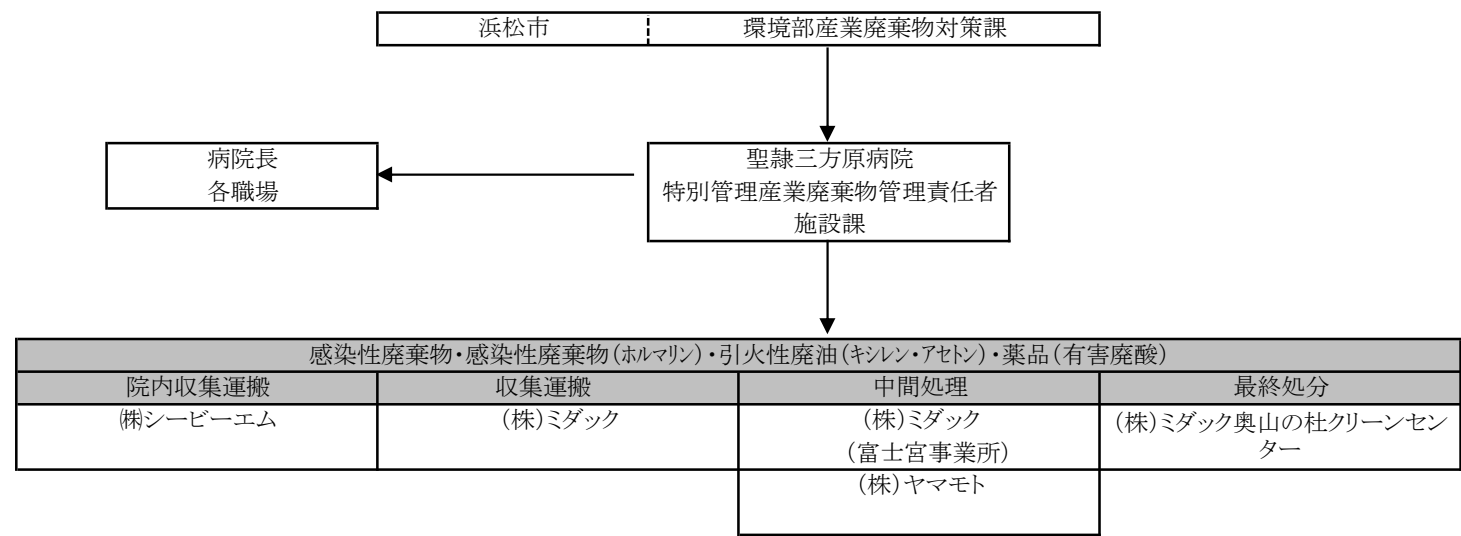 浜松市 環境部産業廃棄物対策課
病院長
各職場
聖隷三方原病院
特別管理産業廃棄物管理責任者
施設課
感染性廃棄物・感染性廃棄物(ホルマリン)・引火性廃油(キシレン・アセトン)・薬品(有害廃酸)
院内収集運搬 収集運搬 中間処理 最終処分
㈱シービーエム
(株)ミダック
(株)ミダック
(富士宮事業所)
(株)ミダック奥山の杜クリーンセン
ター
(株)ヤマモト